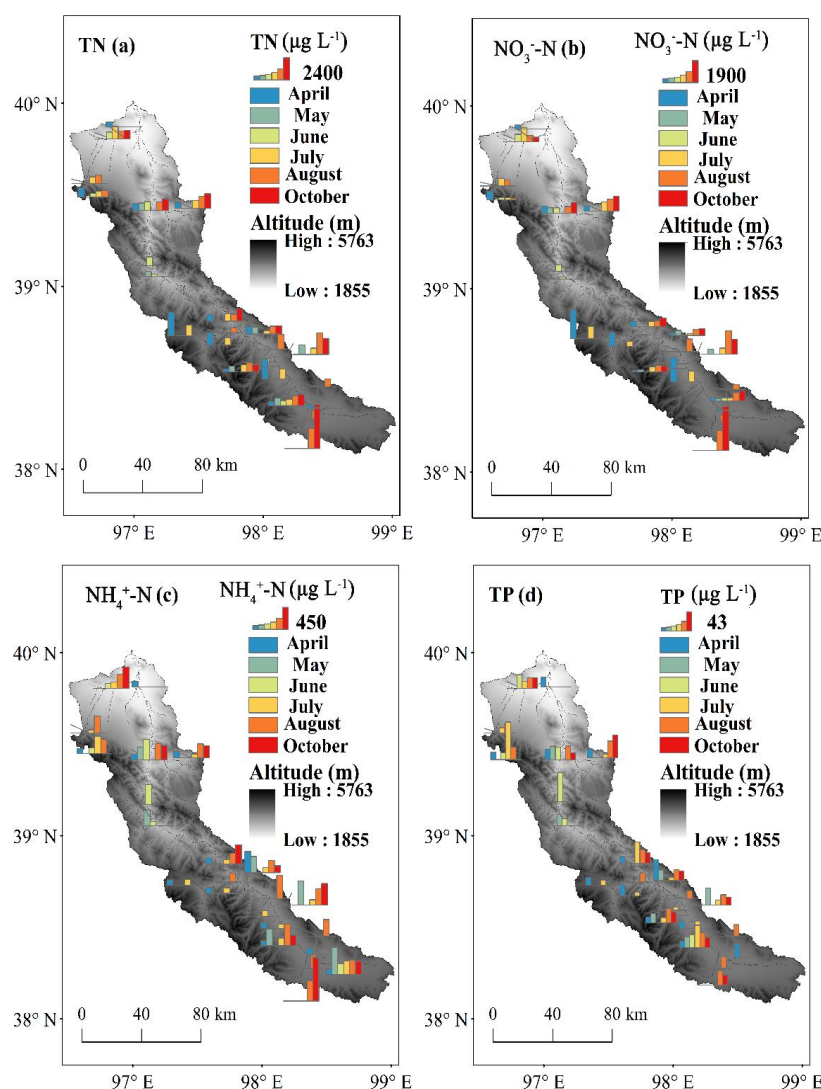 TN (a)
TN (µg L⁻¹)
2400
April
May
June
July
August
October
Altitude (m)
High : 5763
Low : 1855
40° N
39° N
38° N
0 40 80 km
97° E 98° E 99° E
NO₃⁻-N (b)
NO₃⁻-N (µg L⁻¹)
1900
April
May
June
July
August
October
Altitude (m)
High : 5763
Low : 1855
40° N
39° N
38° N
0 40 80 km
97° E 98° E 99° E
NH₄⁺-N (c)
NH₄⁺-N (µg L⁻¹)
450
April
May
June
July
August
October
Altitude (m)
High : 5763
Low : 1855
40° N
39° N
38° N
0 40 80 km
97° E 98° E 99° E
TP (d)
TP (µg L⁻¹)
43
April
May
June
July
August
October
Altitude (m)
High : 5763
Low : 1855
40° N
39° N
38° N
0 40 80 km
97° E 98° E 99° E